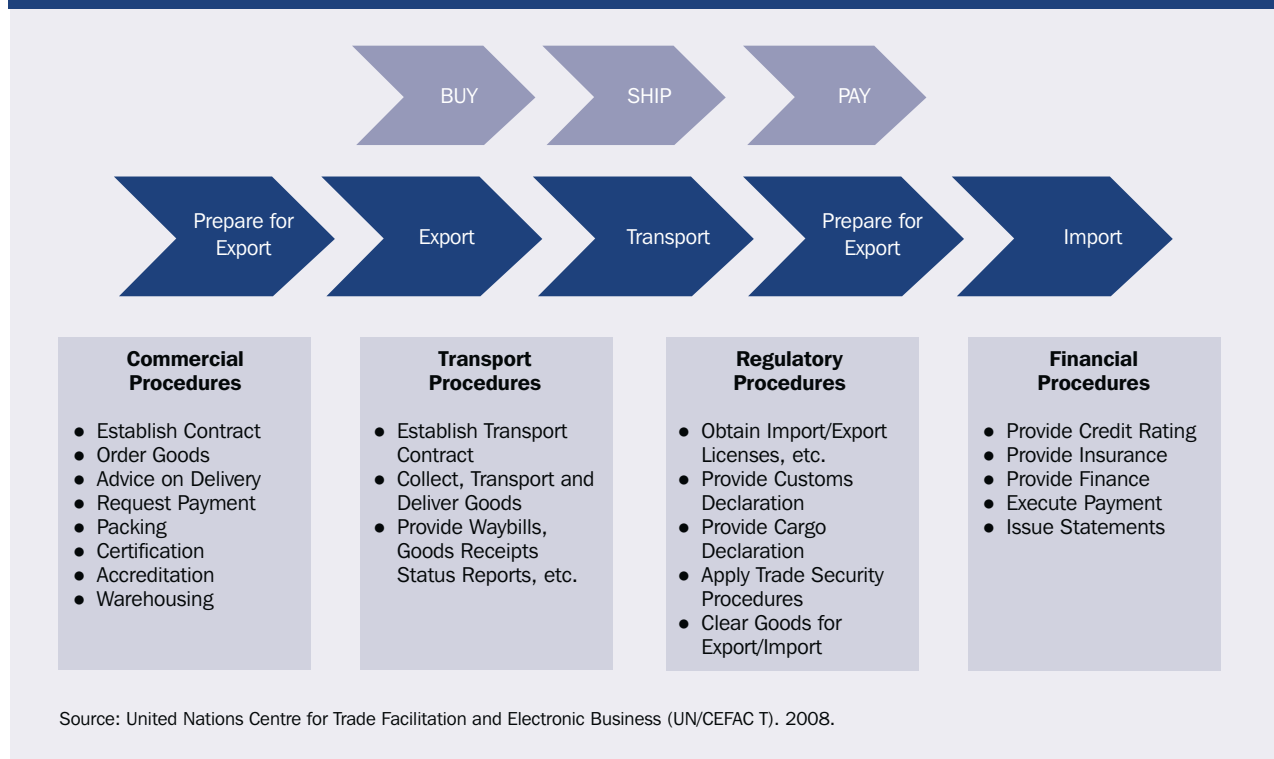 BUY
SHIP
PAY
Prepare for
Export
Export
Transport
Prepare for
Export
Import
Commercial
Procedures
● Establish Contract
● Order Goods
● Advice on Delivery
● Request Payment
● Packing
● Certification
● Accreditation
● Warehousing
Transport
Procedures
● Establish Transport
Contract
● Collect, Transport and
Deliver Goods
● Provide Waybills,
Goods Receipts
Status Reports, etc.
Regulatory
Procedures
● Obtain Import/Export
Licenses, etc.
● Provide Customs
Declaration
● Provide Cargo
Declaration
● Apply Trade Security
Procedures
● Clear Goods for
Export/Import
Financial
Procedures
● Provide Credit Rating
● Provide Insurance
● Provide Finance
● Execute Payment
● Issue Statements
Source: United Nations Centre for Trade Facilitation and Electronic Business (UN/CEFAC T). 2008.